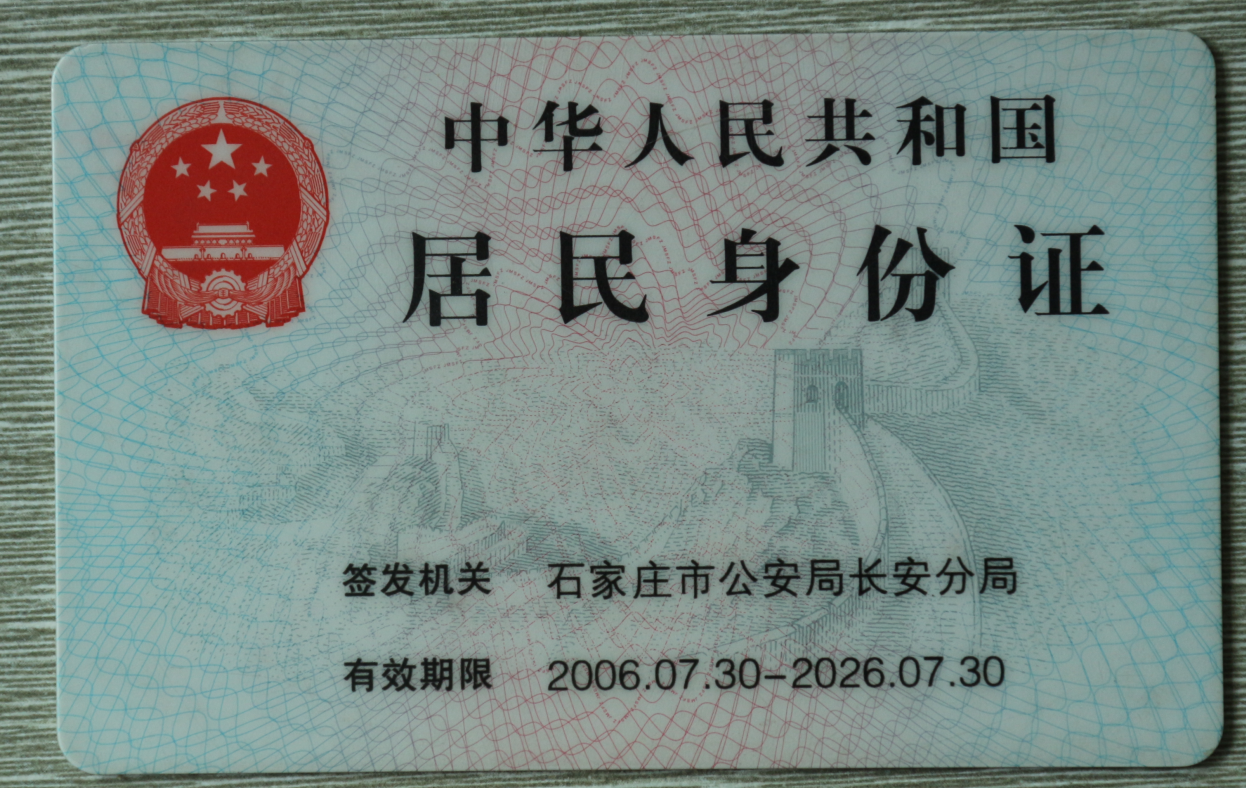 中华人民共和国
居民身份证
签发机关 石家庄市公安局长安分局
有效期限 2006.07.30-2026.07.30